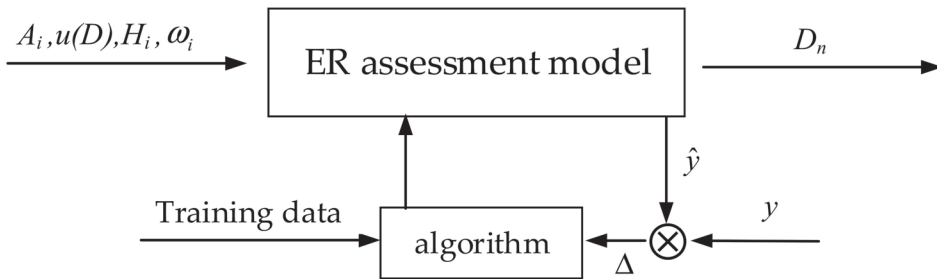 A_i, u(D), H_i, ω_i
ER assessment model
D_n
ŷ
Training data
algorithm
Δ
y